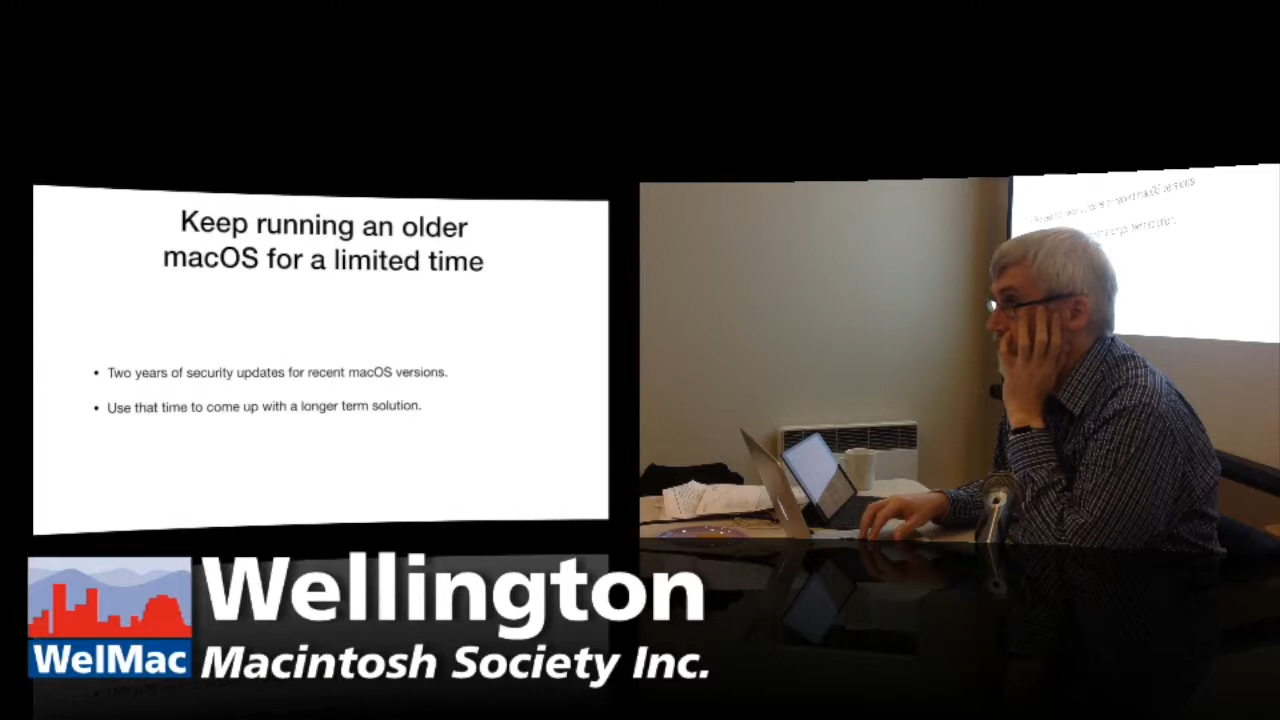 Keep running an older
macOS for a limited time
• Two years of security updates for recent macOS versions.
• Use that time to come up with a longer term solution.
Wellington
WelMac
Macintosh Society Inc.